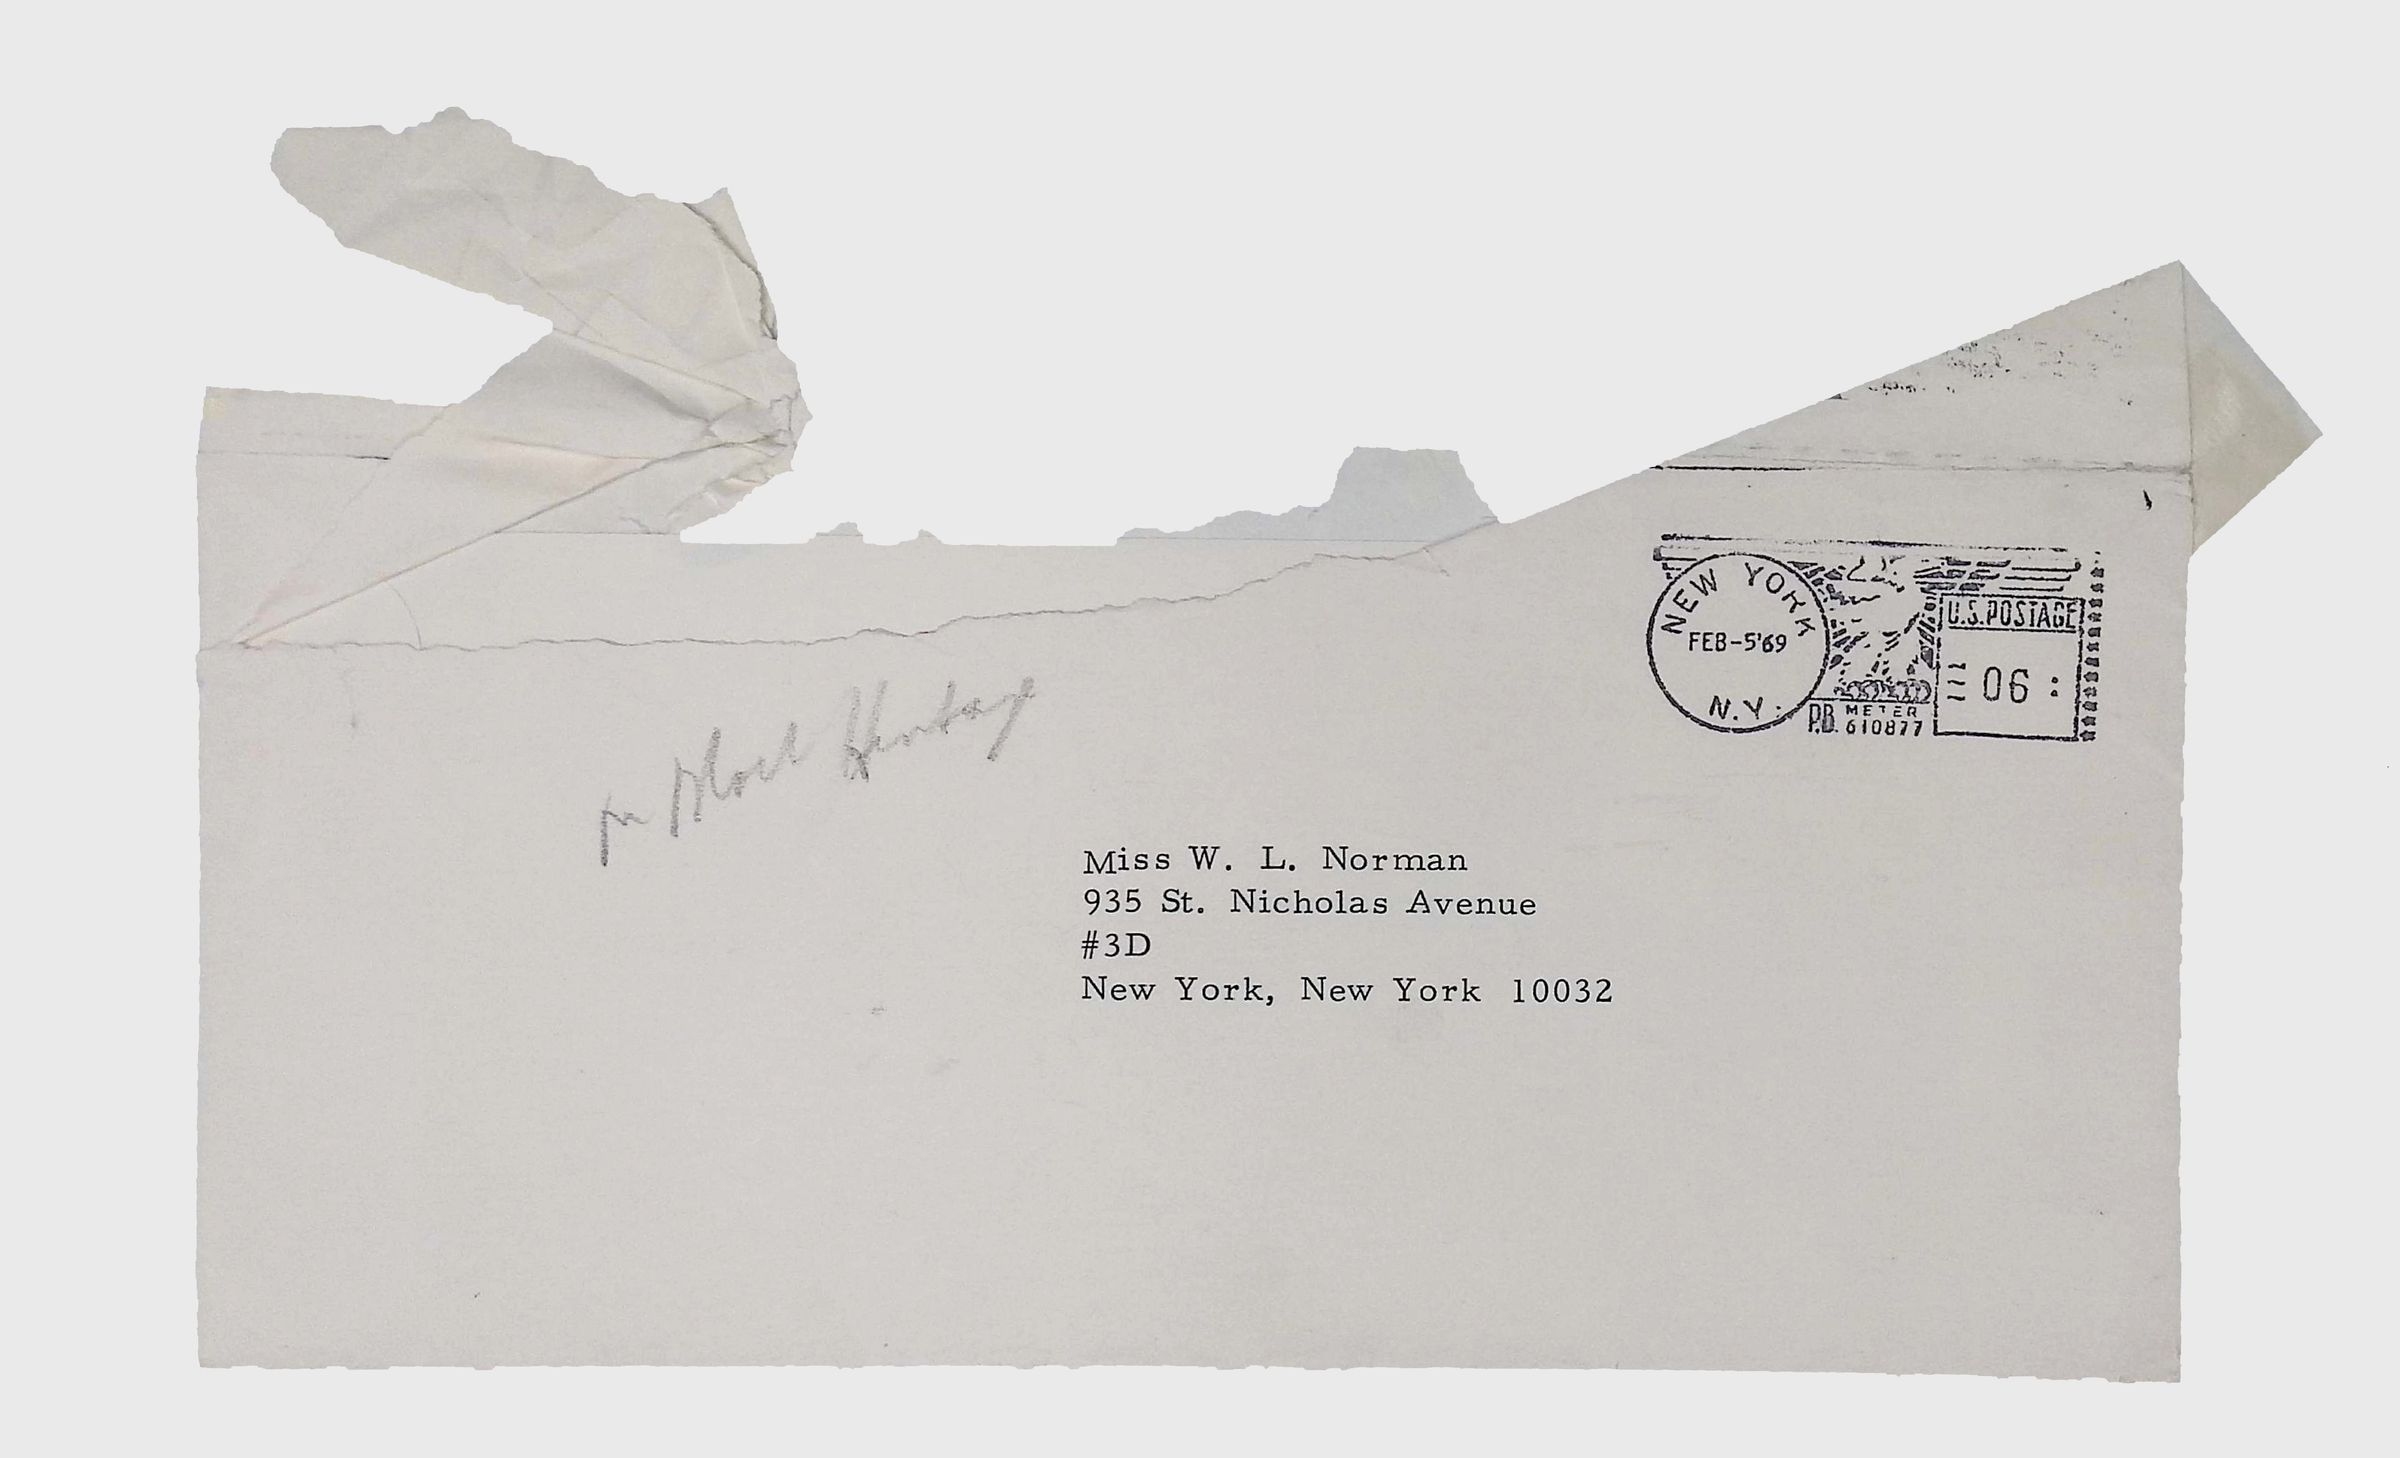 NEW YORK
FEB-5'69
N.Y.
U.S. POSTAGE
06
P.B. METER
610877
Miss W. L. Norman
935 St. Nicholas Avenue
#3D
New York, New York 10032